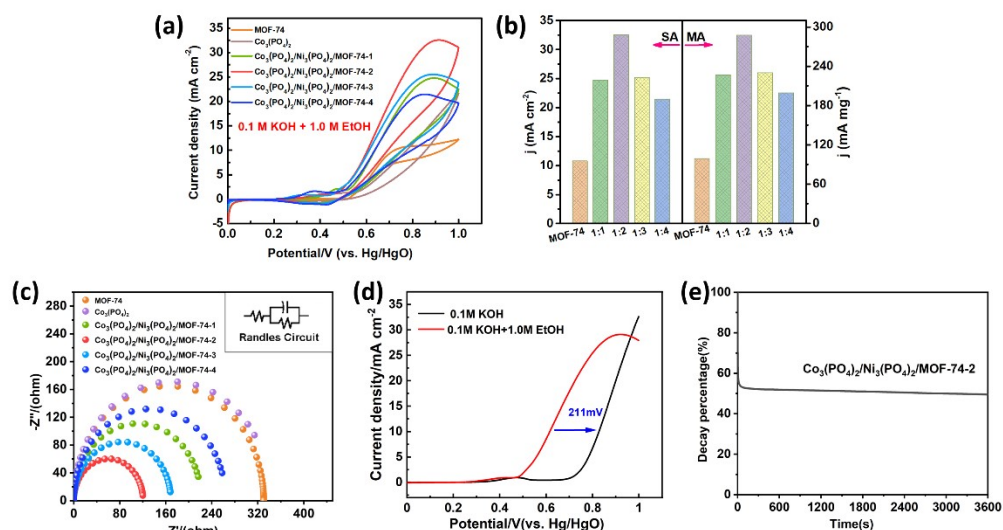 (a)
MOF-74
Co₃(PO₄)₂
Co₃(PO₄)₂/Ni₃(PO₄)₂/MOF-74-1
Co₃(PO₄)₂/Ni₃(PO₄)₂/MOF-74-2
Co₃(PO₄)₂/Ni₃(PO₄)₂/MOF-74-3
Co₃(PO₄)₂/Ni₃(PO₄)₂/MOF-74-4
0.1 M KOH + 1.0 M EtOH
Current density (mA cm⁻²)
35
30
25
20
15
10
5
0
-5
0.0 0.2 0.4 0.6 0.8 1.0
Potential/V (vs. Hg/HgO)
(b)
SA MA
j (mA cm⁻²)
35
30
25
20
15
10
5
0
MOF-74 1:1 1:2 1:3 1:4 MOF-74 1:1 1:2 1:3 1:4
300
240
180
120
60
0
j (mA mg⁻¹)
(c)
MOF-74
Co₃(PO₄)₂
Co₃(PO₄)₂/Ni₃(PO₄)₂/MOF-74-1
Co₃(PO₄)₂/Ni₃(PO₄)₂/MOF-74-2
Co₃(PO₄)₂/Ni₃(PO₄)₂/MOF-74-3
Co₃(PO₄)₂/Ni₃(PO₄)₂/MOF-74-4
Randles Circuit
-Z''/(ohm)
280
240
200
160
120
80
40
0
0 80 160 240 320 400
Z'/(ohm)
(d)
0.1M KOH
0.1M KOH+1.0M EtOH
211mV
Current density/mA cm⁻²
35
30
25
20
15
10
5
0
0.0 0.2 0.4 0.6 0.8 1.0
Potential/V(vs. Hg/HgO)
(e)
Co₃(PO₄)₂/Ni₃(PO₄)₂/MOF-74-2
Decay percentage(%)
100
80
60
40
20
0
0 600 1200 1800 2400 3000 3600
Time(s)